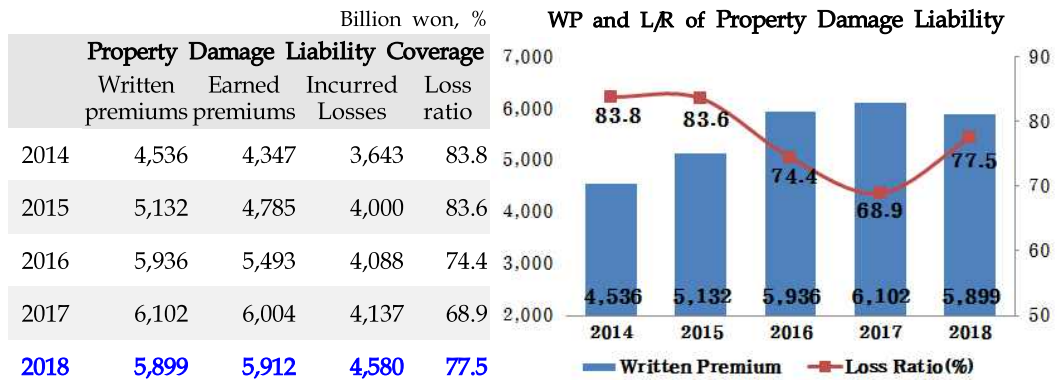 Billion won, %
Property Damage Liability Coverage
Written premiums Earned premiums Incurred Losses Loss ratio
2014 4,536 4,347 3,643 83.8
2015 5,132 4,785 4,000 83.6
2016 5,936 5,493 4,088 74.4
2017 6,102 6,004 4,137 68.9
2018 5,899 5,912 4,580 77.5
WP and L/R of Property Damage Liability
7,000 90
6,000 80
5,000 70
4,000 60
3,000 50
2,000
83.8 83.6 74.4 68.9 77.5
4,536 5,132 5,936 6,102 5,899
2014 2015 2016 2017 2018
Written Premium Loss Ratio(%)